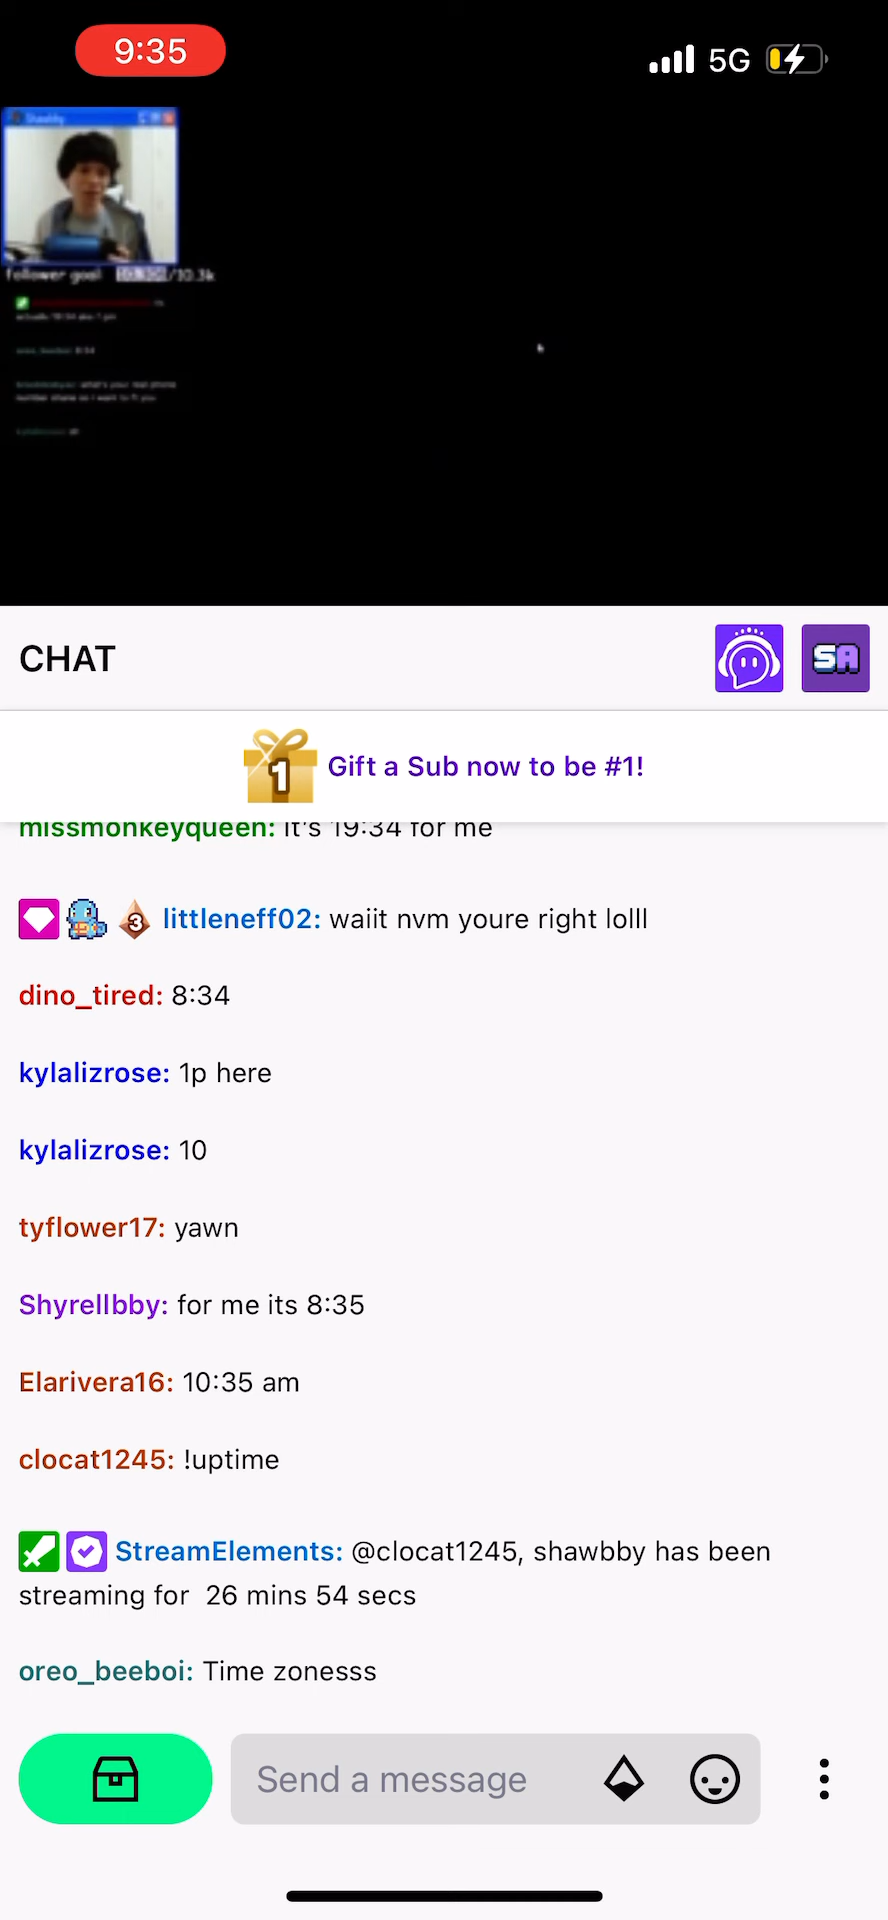 9:35
5G
Shawbby
follower goal /10.3k
CHAT
SA
1
Gift a Sub now to be #1!
missmonkeyqueen: it's 19:34 for me
3 littleneff02: waiit nvm youre right lolll
dino_tired: 8:34
kylalizrose: 1p here
kylalizrose: 10
tyflower17: yawn
Shyrellbby: for me its 8:35
Elarivera16: 10:35 am
clocat1245: !uptime
StreamElements: @clocat1245, shawbby has been
streaming for 26 mins 54 secs
oreo_beeboi: Time zonesss
Send a message